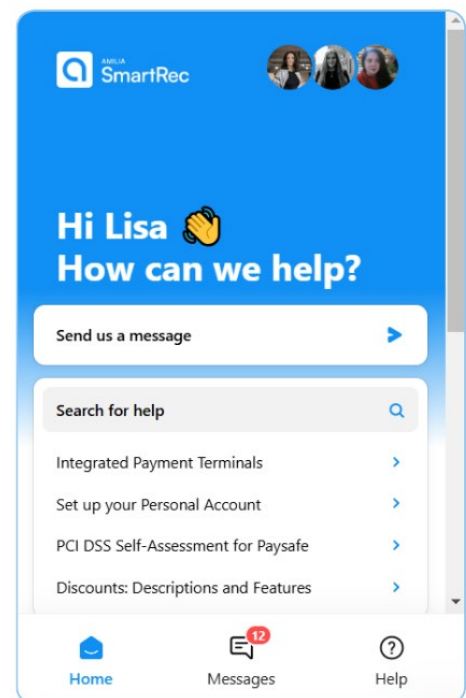 AMILIA
SmartRec
Hi Lisa 👋
How can we help?
Send us a message
Search for help
Integrated Payment Terminals
Set up your Personal Account
PCI DSS Self-Assessment for Paysafe
Discounts: Descriptions and Features
12
Home
Messages
Help